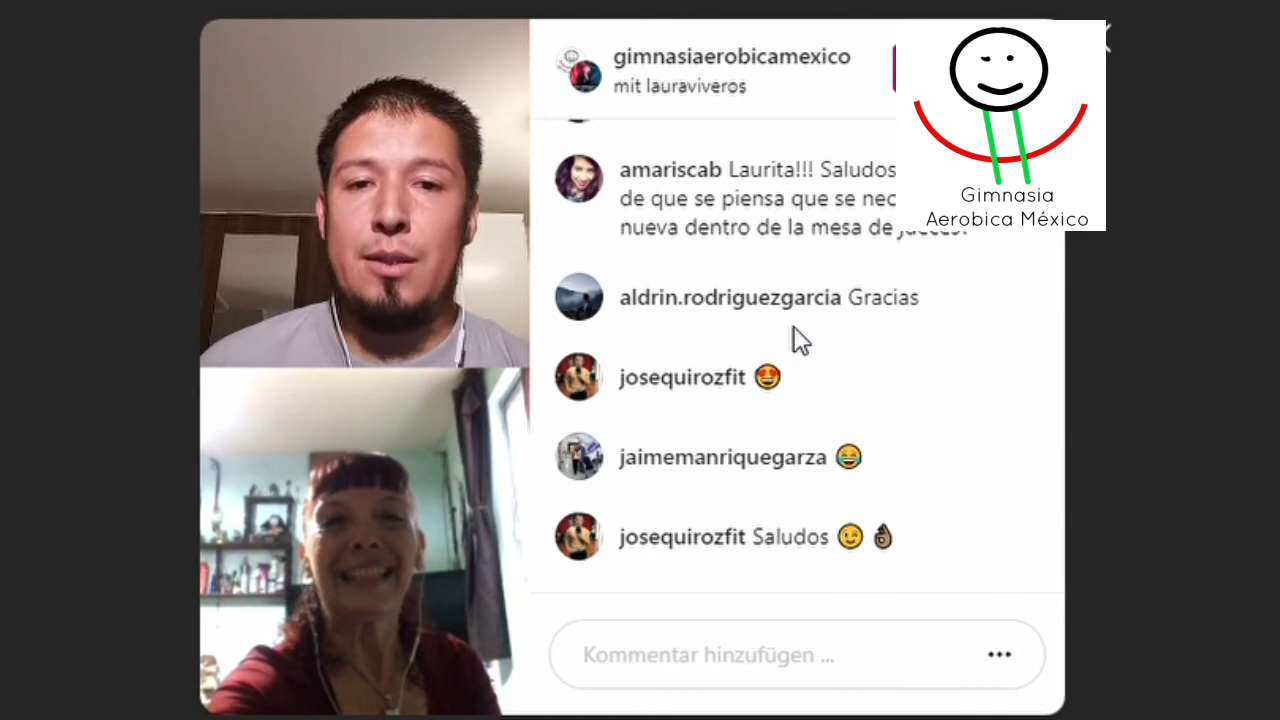 gimnasiaerobicamexico
mit lauraviveros
amariscab Laurita!!! Saludos
de que se piensa que se nec
nueva dentro de la mesa de
aldrin.rodriguezgarcia Gracias
josequirozfit 😍
jaimemanriquegarza 😂
josequirozfit Saludos 😉 👌🏾
Kommentar hinzufügen ...
Gimnasia
Aerobica México